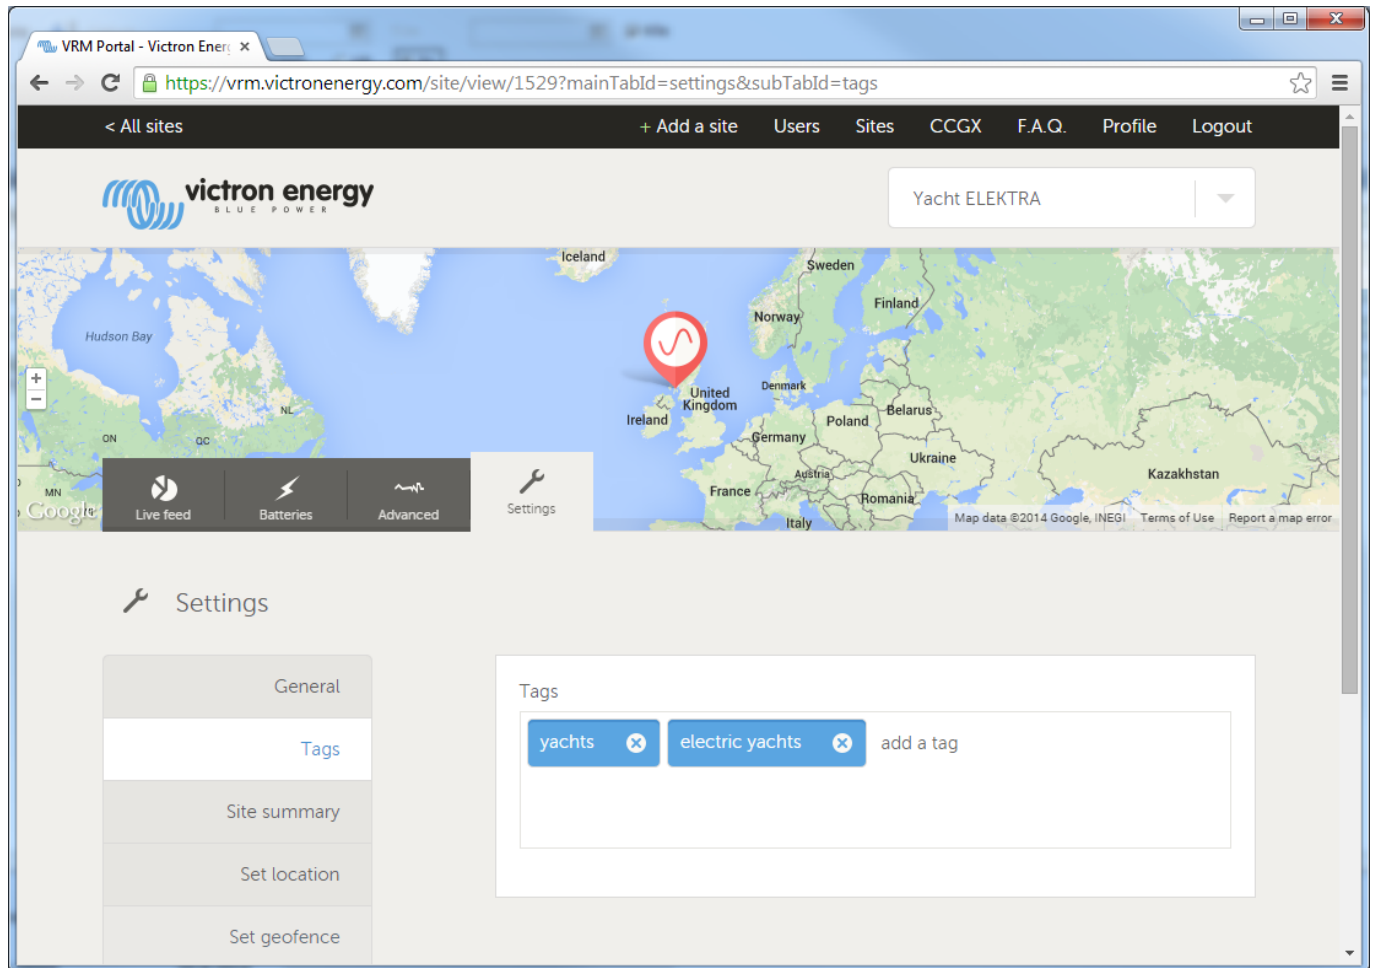 VRM Portal - Victron Ener
https://vrm.victronenergy.com/site/view/1529?mainTabId=settings&subTabId=tags
< All sites
+ Add a site Users Sites CCGX F.A.Q. Profile Logout
victron energy
BLUE POWER
Yacht ELEKTRA
Iceland
Sweden
Finland
Norway
Hudson Bay
United
Kingdom
Denmark
Ireland
NL
Belarus
Poland
Germany
ON
QC
Ukraine
Austria
Kazakhstan
France
Romania
MN
Google
Italy
Map data ©2014 Google, INEGI Terms of Use Report a map error
Live feed Batteries Advanced Settings
Settings
General
Tags
Site summary
Set location
Set geofence
Tags
yachts electric yachts add a tag